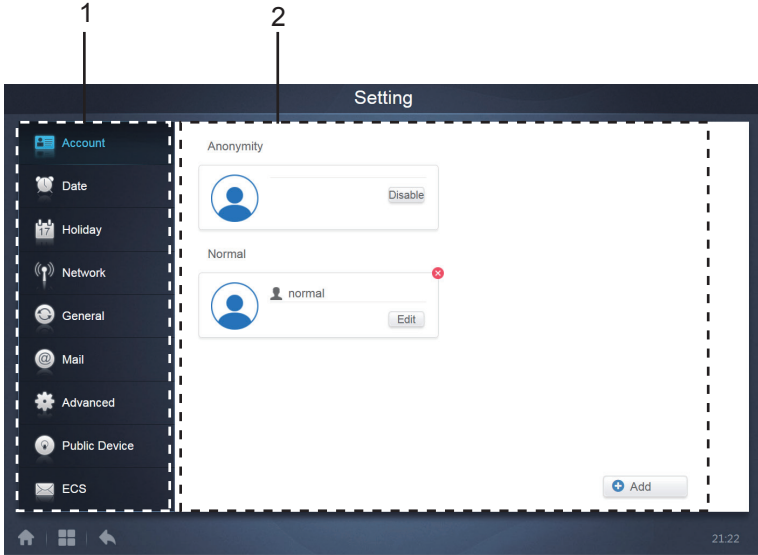 1 2
Setting
Account
Date
17
Holiday
Network
General
@
Mail
Advanced
Public Device
ECS
Anonymity
Disable
Normal
normal
Edit
Add
21:22